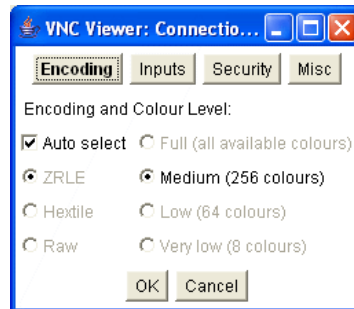 VNC Viewer: Connectio...
Encoding Inputs Security Misc
Encoding and Colour Level:
Auto select Full (all available colours)
ZRLE Medium (256 colours)
Hextile Low (64 colours)
Raw Very low (8 colours)
OK Cancel